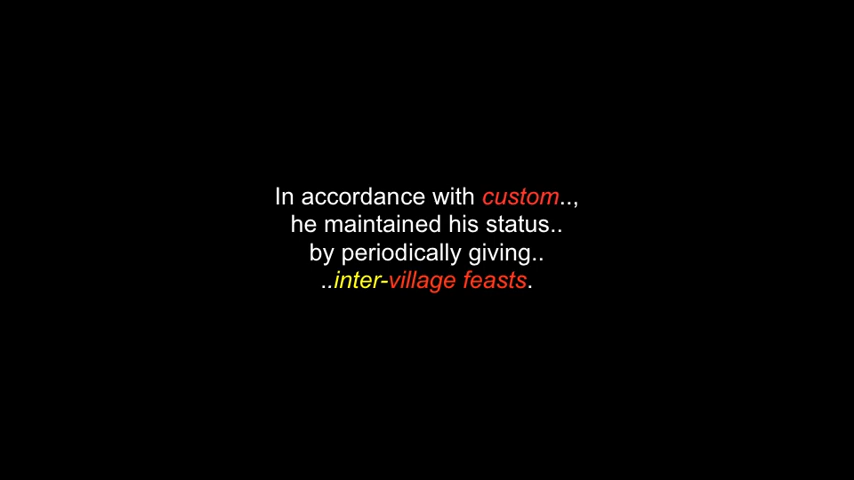 In accordance with custom..,
he maintained his status..
by periodically giving..
..inter-village feasts.